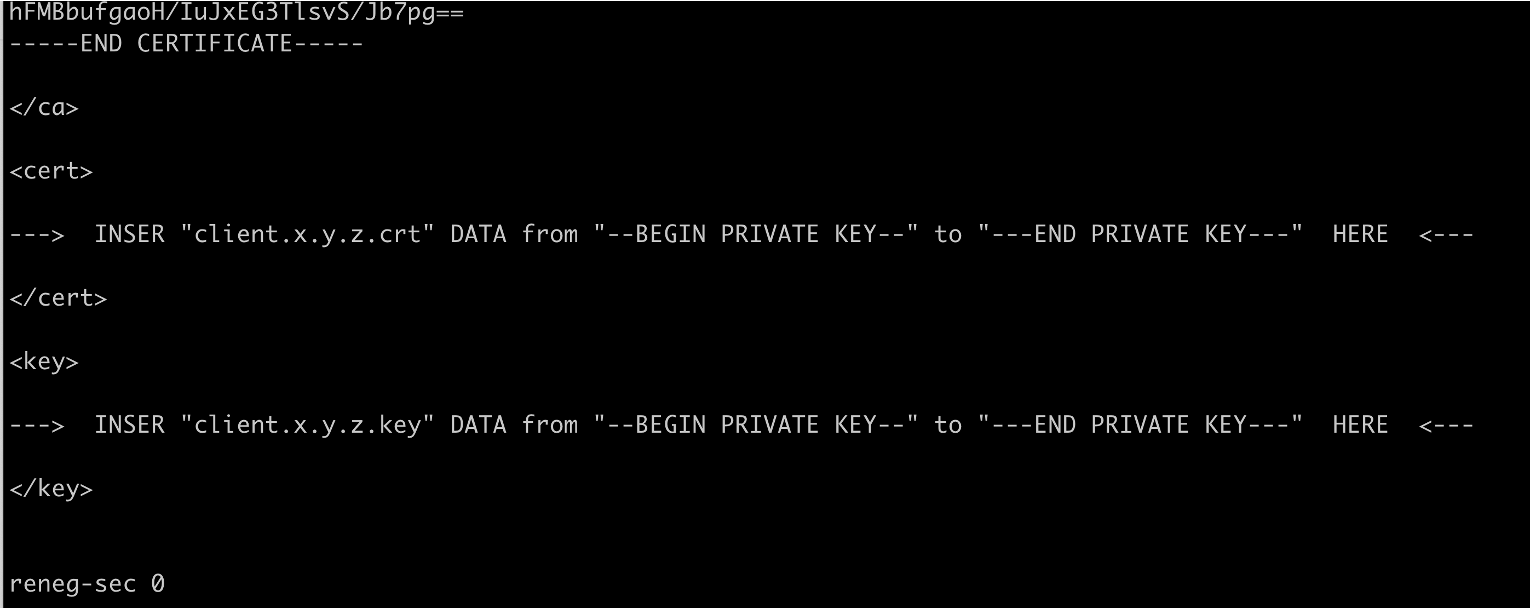 hFMBbufgaoH/IuJxEG3TlsvS/Jb7pg==
-----END CERTIFICATE-----
</ca>
<cert>
---> INSER "client.x.y.z.crt" DATA from "--BEGIN PRIVATE KEY--" to "---END PRIVATE KEY---" HERE <---
</cert>
<key>
---> INSER "client.x.y.z.key" DATA from "--BEGIN PRIVATE KEY--" to "---END PRIVATE KEY---" HERE <---
</key>
reneg-sec 0